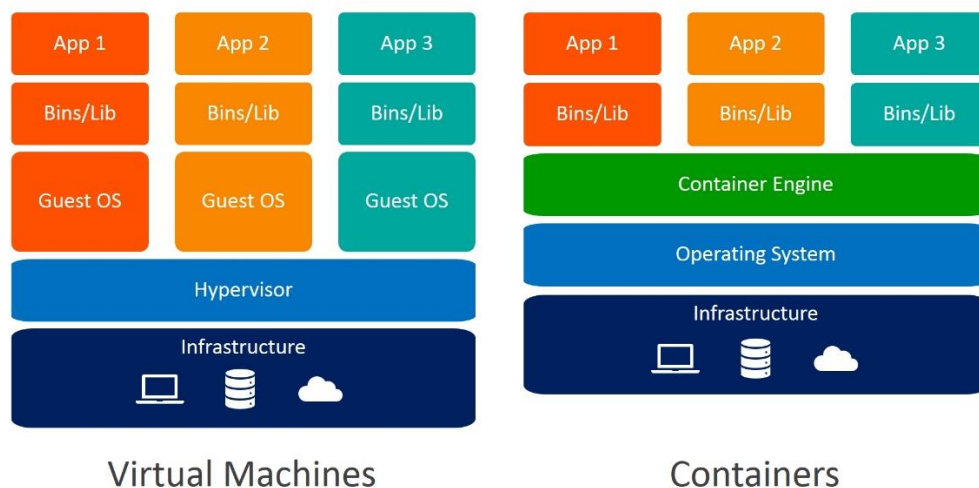 App 1
App 2
App 3
Bins/Lib
Bins/Lib
Bins/Lib
Guest OS
Guest OS
Guest OS
Hypervisor
Infrastructure
Virtual Machines
App 1
App 2
App 3
Bins/Lib
Bins/Lib
Bins/Lib
Container Engine
Operating System
Infrastructure
Containers